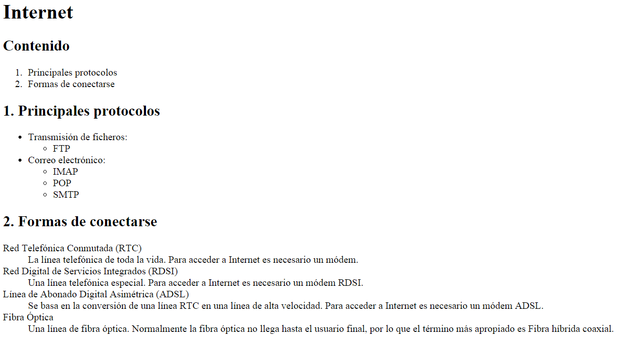 Internet
Contenido
1. Principales protocolos
2. Formas de conectarse
1. Principales protocolos
• Transmisión de ficheros:
◦ FTP
• Correo electrónico:
◦ IMAP
◦ POP
◦ SMTP
2. Formas de conectarse
Red Telefónica Conmutada (RTC)
La línea telefónica de toda la vida. Para acceder a Internet es necesario un módem.
Red Digital de Servicios Integrados (RDSI)
Una línea telefónica especial. Para acceder a Internet es necesario un módem RDSI.
Línea de Abonado Digital Asimétrica (ADSL)
Se basa en la conversión de una línea RTC en una línea de alta velocidad. Para acceder a Internet es necesario un módem ADSL.
Fibra Óptica
Una línea de fibra óptica. Normalmente la fibra óptica no llega hasta el usuario final, por lo que el término más apropiado es Fibra híbrida coaxial.